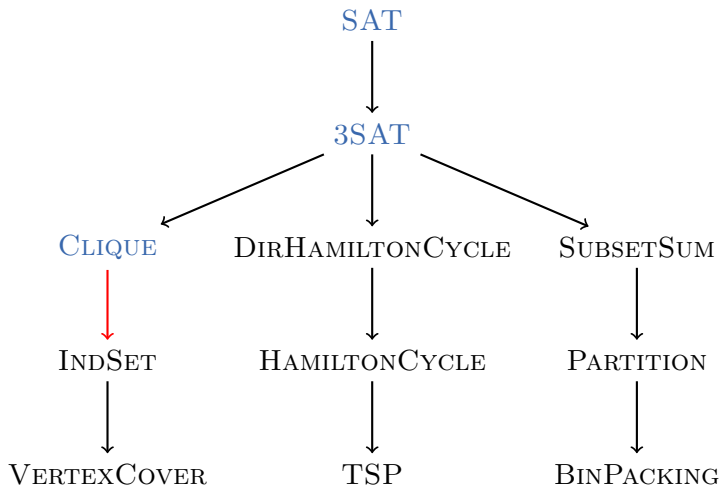 SAT
3SAT
CLIQUE DIRHAMILTONCYCLE SUBSETSUM
INDSET HAMILTONCYCLE PARTITION
VERTEXCOVER TSP BINPACKING